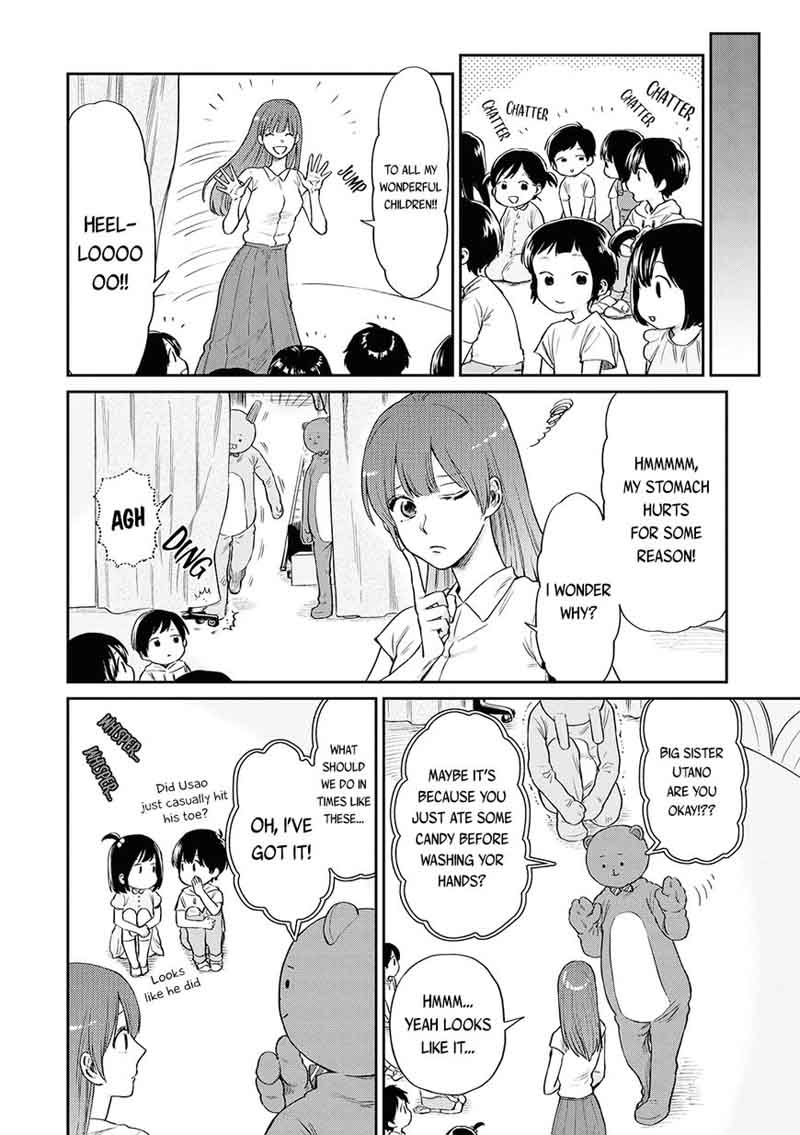 CHATTER
CHATTER
CHATTER
CHATTER
TO ALL MY
WONDERFUL
CHILDREN!!
JUMP
HEEL-
LOOOO
OO!!
HMMMMM,
MY STOMACH
HURTS
FOR SOME
REASON!
I WONDER
WHY?
DING
AGH
BIG SISTER
UTANO
ARE YOU
OKAY!??
MAYBE IT'S
BECAUSE YOU
JUST ATE SOME
CANDY BEFORE
WASHING YOR
HANDS?
HMMM...
YEAH LOOKS
LIKE IT...
WHAT
SHOULD
WE DO IN
TIMES LIKE
THESE...
OH, I'VE
GOT IT!
WHISPER...
WHISPER...
Did Usao
just casually hit
his toe?
Looks
like he did